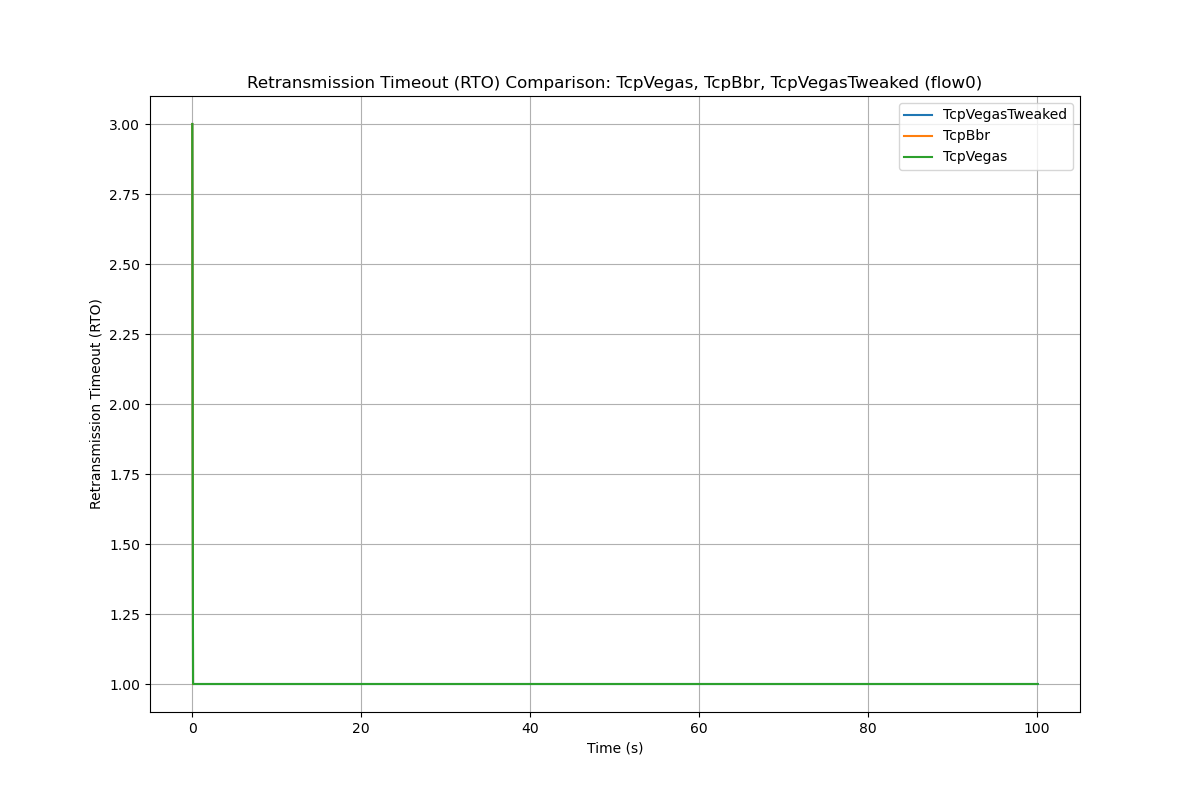 Retransmission Timeout (RTO) Comparison: TcpVegas, TcpBbr, TcpVegasTweaked (flow0)
TcpVegasTweaked
TcpBbr
TcpVegas
Retransmission Timeout (RTO)
3.00
2.75
2.50
2.25
2.00
1.75
1.50
1.25
1.00
0
20
40
60
80
100
Time (s)